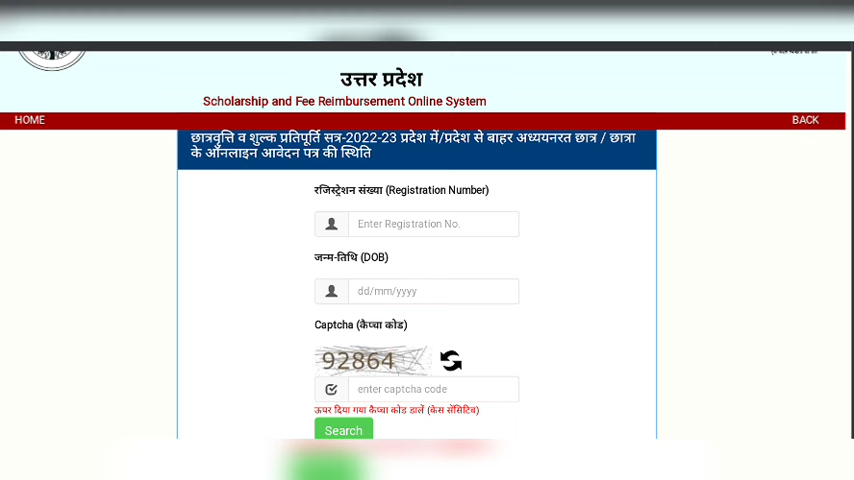 उत्तर प्रदेश
Scholarship and Fee Reimbursement Online System
HOME BACK
छात्रवृत्ति व शुल्क प्रतिपूर्ति सत्र-2022-23 प्रदेश में/प्रदेश से बाहर अध्ययनरत छात्र / छात्रा
के ऑनलाइन आवेदन पत्र की स्थिति
रजिस्ट्रेशन संख्या (Registration Number)
Enter Registration No.
जन्म-तिथि (DOB)
dd/mm/yyyy
Captcha (कैप्चा कोड)
92864
enter captcha code
ऊपर दिया गया कैप्चा कोड डालें (केस सेंसिटिव)
Search